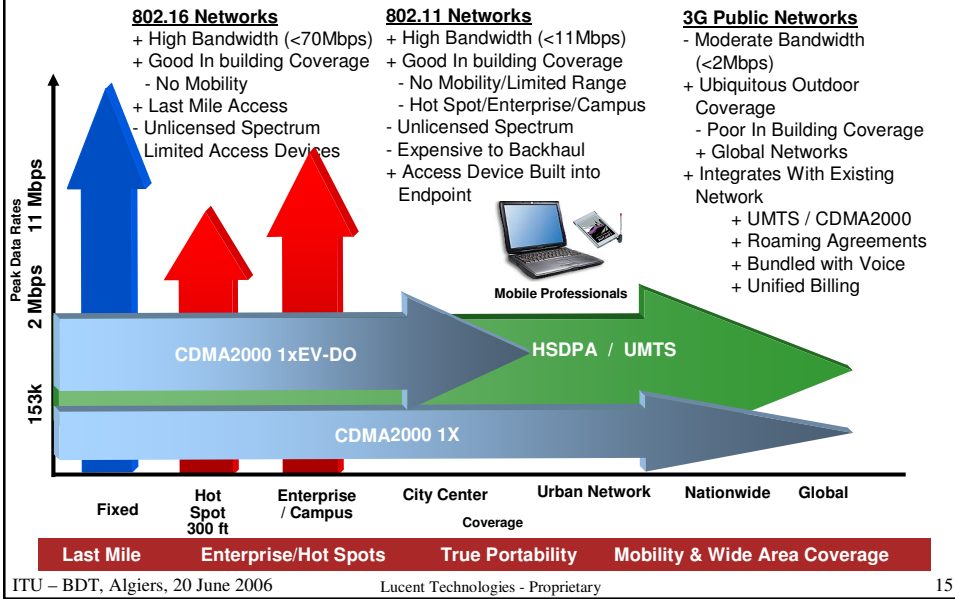 802.16 Networks
+ High Bandwidth (<70Mbps)
+ Good In building Coverage
- No Mobility
+ Last Mile Access
- Unlicensed Spectrum
Limited Access Devices
802.11 Networks
+ High Bandwidth (<11Mbps)
+ Good In building Coverage
- No Mobility/Limited Range
- Hot Spot/Enterprise/Campus
- Unlicensed Spectrum
- Expensive to Backhaul
+ Access Device Built into
Endpoint
3G Public Networks
- Moderate Bandwidth
(<2Mbps)
+ Ubiquitous Outdoor
Coverage
- Poor In Building Coverage
+ Global Networks
+ Integrates With Existing
Network
+ UMTS / CDMA2000
+ Roaming Agreements
+ Bundled with Voice
+ Unified Billing
Peak Data Rates
153k 2 Mbps 11 Mbps
Mobile Professionals
CDMA2000 1xEV-DO
HSDPA / UMTS
CDMA2000 1X
Fixed
Hot
Spot
300 ft
Enterprise
/ Campus
City Center
Urban Network
Nationwide
Global
Coverage
Last Mile
Enterprise/Hot Spots
True Portability
Mobility & Wide Area Coverage
ITU – BDT, Algiers, 20 June 2006
Lucent Technologies - Proprietary
15